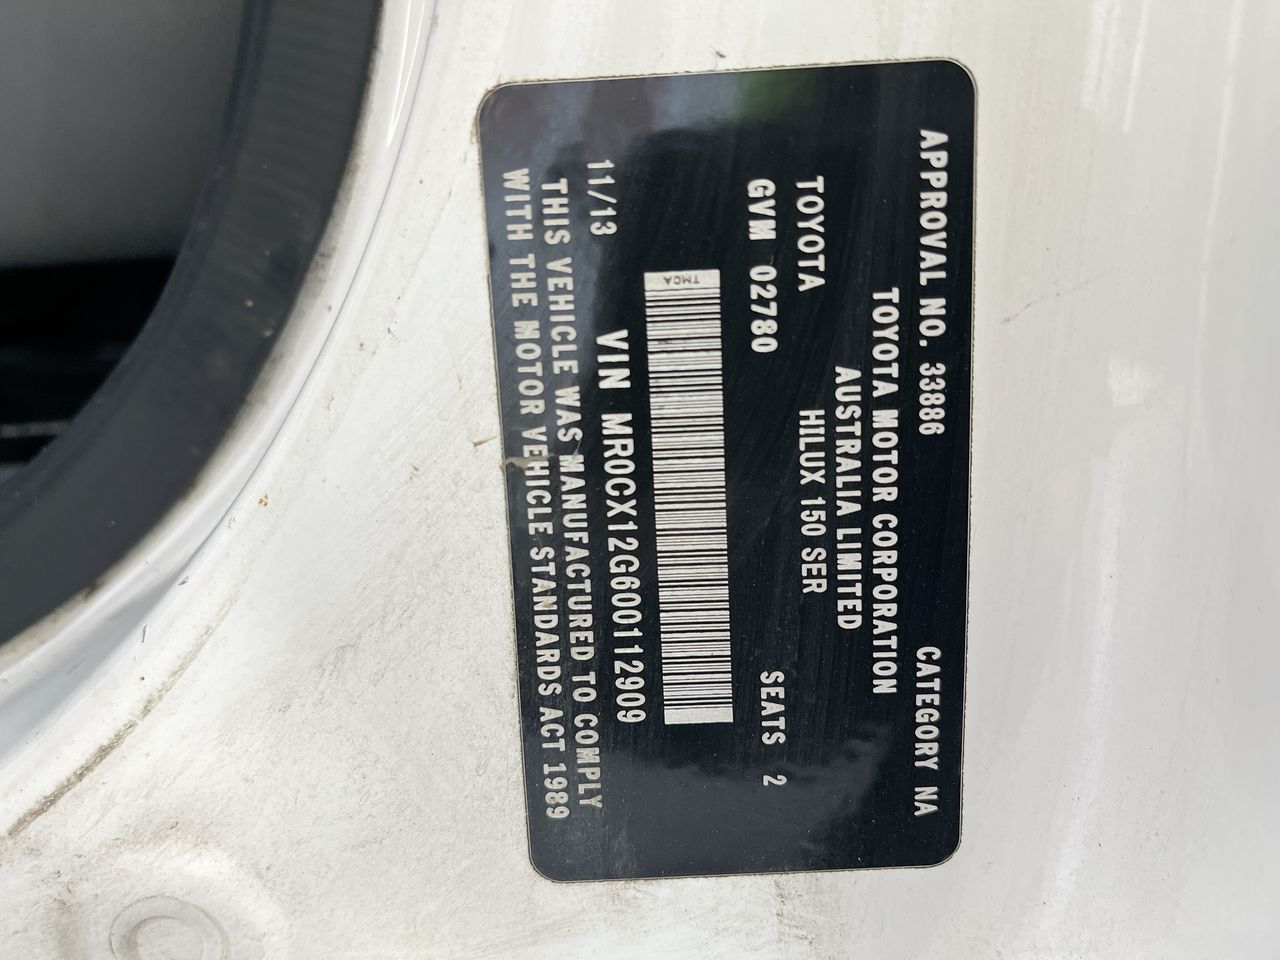 APPROVAL NO. 33886 CATEGORY NA
TOYOTA MOTOR CORPORATION
AUSTRALIA LIMITED
TOYOTA HILUX 150 SER
GVM 02780 SEATS 2
TMCA
VIN MR0CX12G600112909
11/13
THIS VEHICLE WAS MANUFACTURED TO COMPLY
WITH THE MOTOR VEHICLE STANDARDS ACT 1989